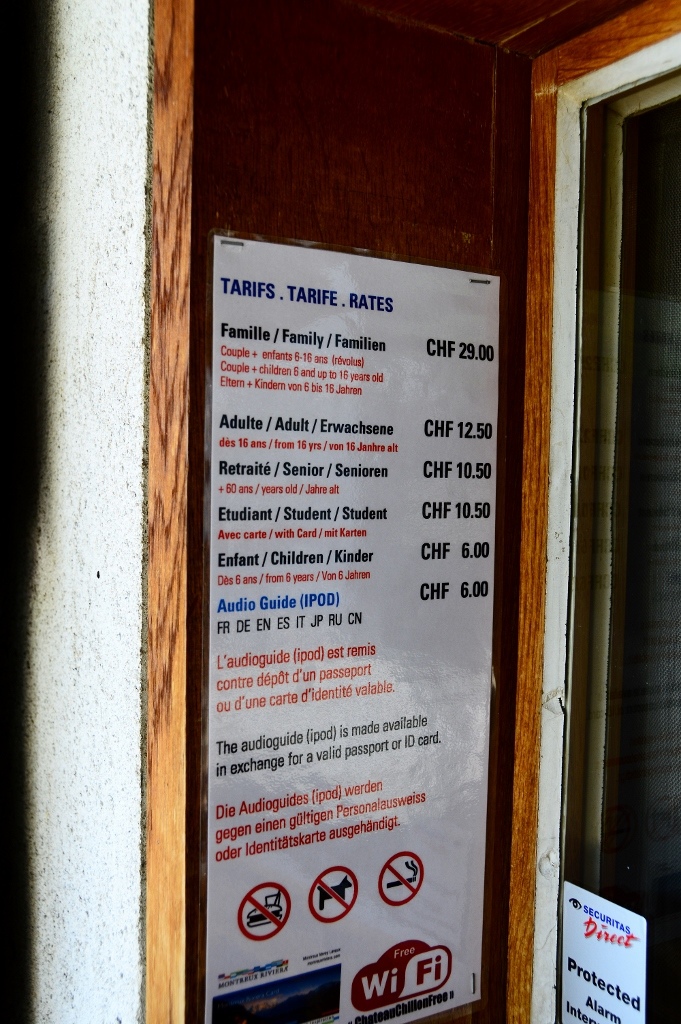 TARIFS . TARIFE . RATES
Famille / Family / Familien CHF 29.00
Couple + enfants 6-16 ans (révolus)
Couple + children 6 and up to 16 years old
Eltern + Kindern von 6 bis 16 Jahren
Adulte / Adult / Erwachsene CHF 12.50
dès 16 ans / from 16 yrs / von 16 Janhre alt
Retraité / Senior / Senioren CHF 10.50
+ 60 ans / years old / Jahre alt
Etudiant / Student / Student CHF 10.50
Avec carte / with Card / mit Karten
Enfant / Children / Kinder CHF 6.00
Dès 6 ans / from 6 years / Von 6 Jahren
Audio Guide (IPOD) CHF 6.00
FR DE EN ES IT JP RU CN
L'audioguide (ipod) est remis
contre dépôt d'un passeport
ou d'une carte d'identité valable.
The audioguide (ipod) is made available
in exchange for a valid passport or ID card.
Die Audioguides (ipod) werden
gegen einen gültigen Personalausweiss
oder Identitätskarte ausgehändigt.
MONTREUX RIVIERA
Free
Wi Fi
"ChateauChillonFree"
SECURITAS
Direct
Protected
Alarm